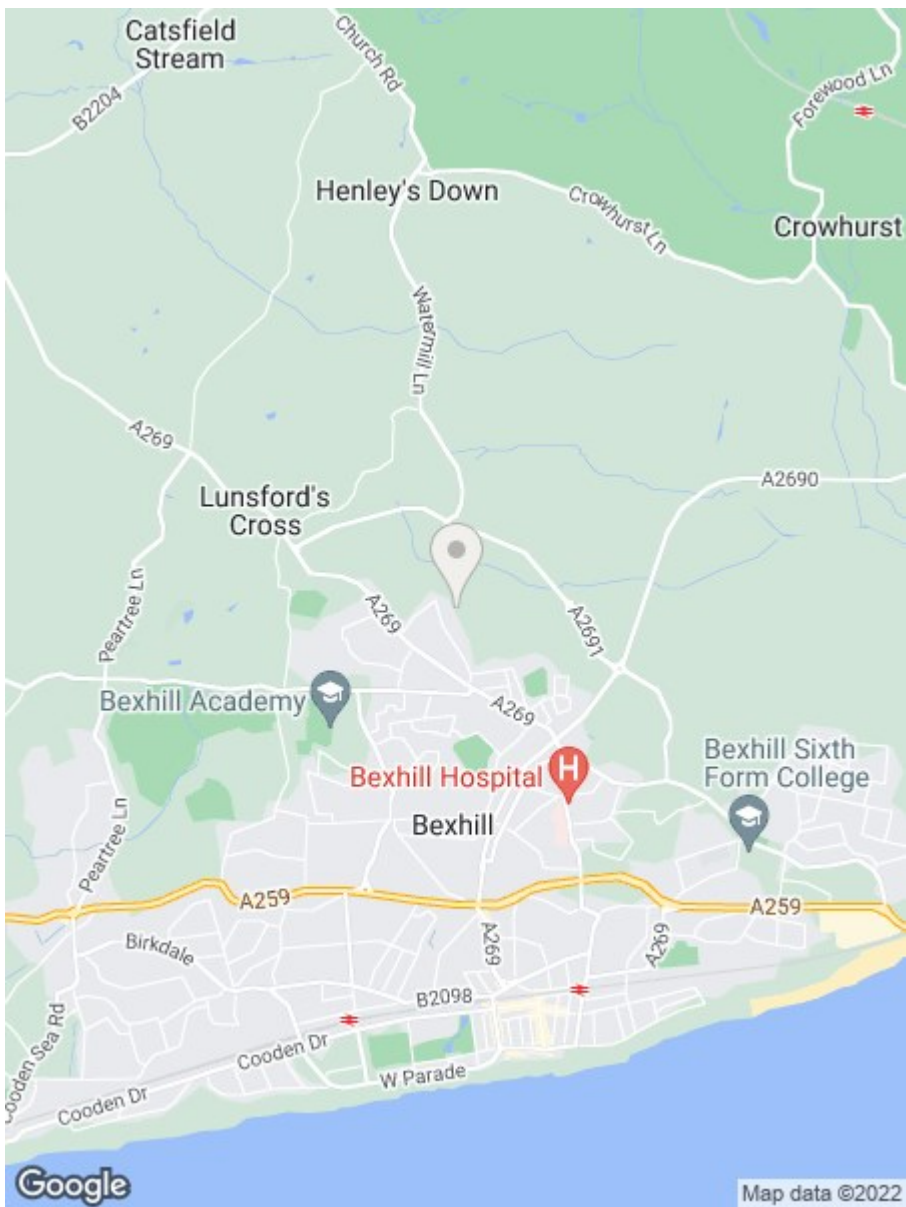 Catsfield
Stream
Church Rd
Forewood Ln
B2204
Henley's Down
Crowhurst Ln
Crowhurst
Watermill Ln
A269
A2690
Lunsford's
Cross
Peartree Ln
A269
A2691
Bexhill Academy
A269
Bexhill Hospital
H
Bexhill Sixth
Form College
Bexhill
Peartree Ln
A259
A259
Birkdale
A269
A269
B2098
Cooden Sea Rd
Cooden Dr
W Parade
Cooden Dr
Google
Map data ©2022